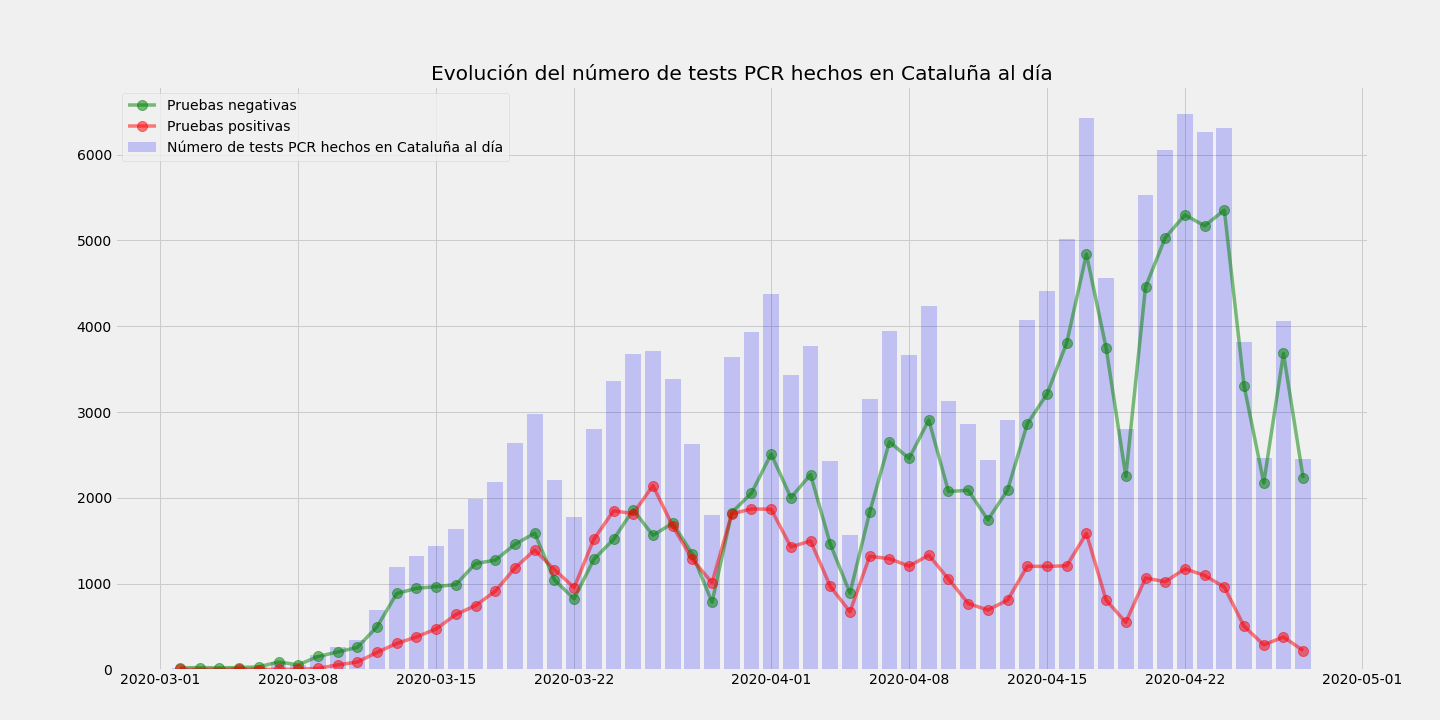 Evolución del número de tests PCR hechos en Cataluña al día
Pruebas negativas
Pruebas positivas
Número de tests PCR hechos en Cataluña al día
6000
5000
4000
3000
2000
1000
0
2020-03-01 2020-03-08 2020-03-15 2020-03-22 2020-04-01 2020-04-08 2020-04-15 2020-04-22 2020-05-01